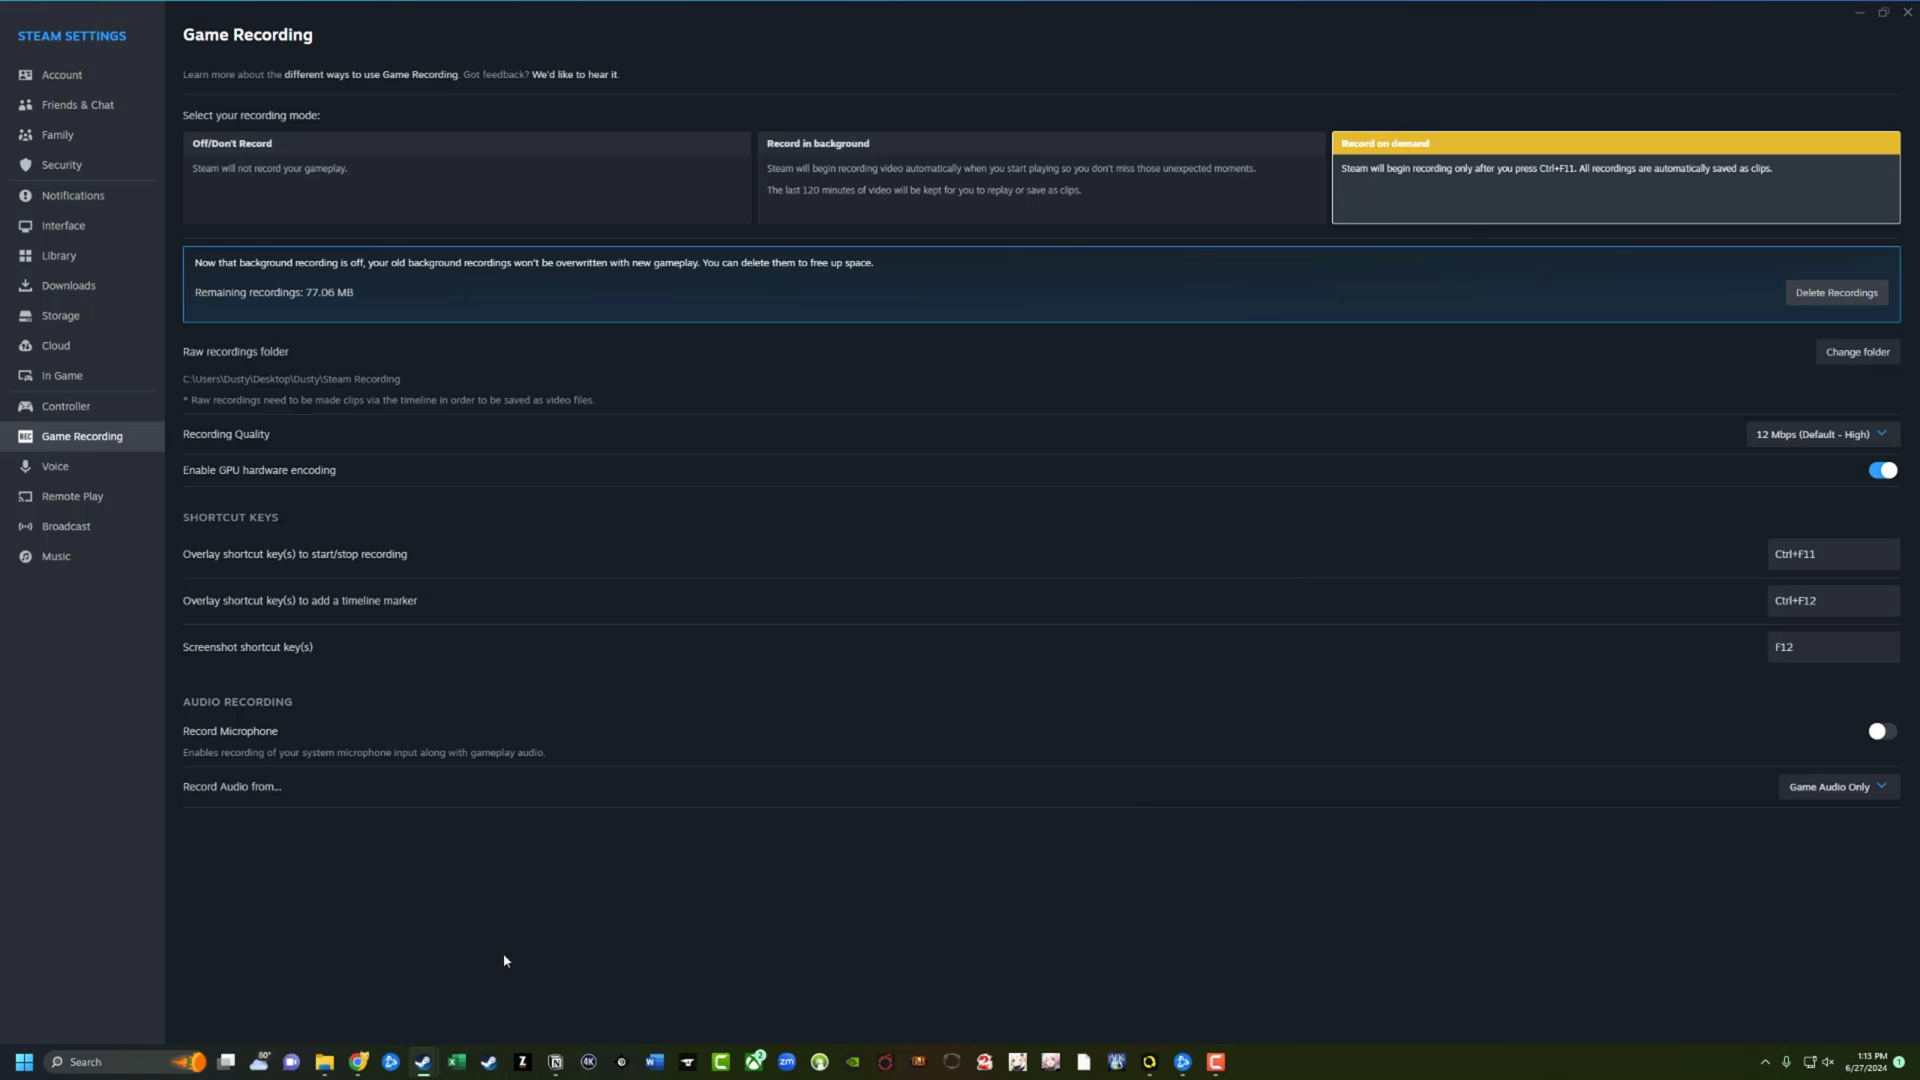 STEAM SETTINGS
Account
Friends & Chat
Family
Security
Notifications
Interface
Library
Downloads
Storage
Cloud
In Game
Controller
REC Game Recording
Voice
Remote Play
Broadcast
Music
Game Recording
Learn more about the different ways to use Game Recording. Got feedback? We'd like to hear it.
Select your recording mode:
Off/Don't Record
Steam will not record your gameplay.
Record in background
Steam will begin recording video automatically when you start playing so you don't miss those unexpected moments.
The last 120 minutes of video will be kept for you to replay or save as clips.
Record on demand
Steam will begin recording only after you press Ctrl+F11. All recordings are automatically saved as clips.
Now that background recording is off, your old background recordings won't be overwritten with new gameplay. You can delete them to free up space.
Remaining recordings: 77.06 MB
Delete Recordings
Raw recordings folder
Change folder
C:\Users\Dusty\Desktop\Dusty\Steam Recording
* Raw recordings need to be made clips via the timeline in order to be saved as video files.
Recording Quality
12 Mbps (Default - High)
Enable GPU hardware encoding
SHORTCUT KEYS
Overlay shortcut key(s) to start/stop recording
Ctrl+F11
Overlay shortcut key(s) to add a timeline marker
Ctrl+F12
Screenshot shortcut key(s)
F12
AUDIO RECORDING
Record Microphone
Enables recording of your system microphone input along with gameplay audio.
Record Audio from...
Game Audio Only
Search
80°
Z
4K
2
zm
1:13 PM
6/27/2024
1